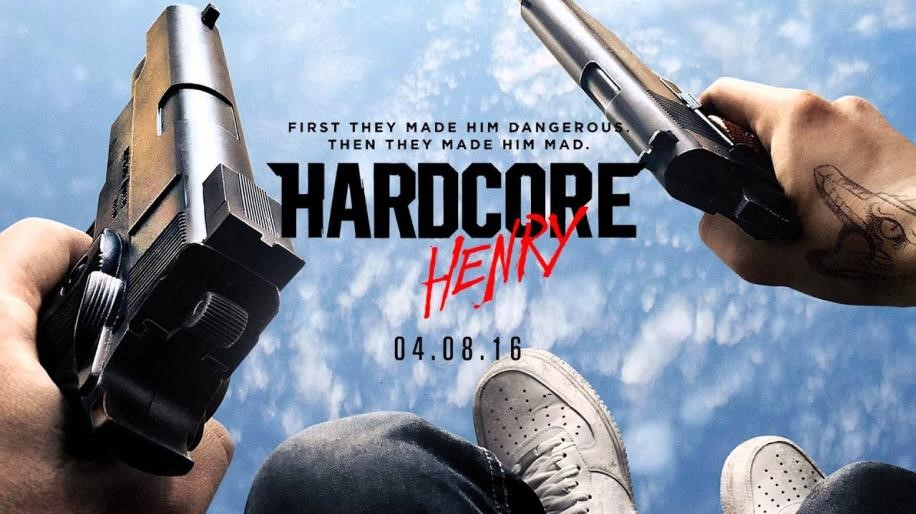 FIRST THEY MADE HIM DANGEROUS.
THEN THEY MADE HIM MAD.
HARDCORE
HENRY
04.08.16